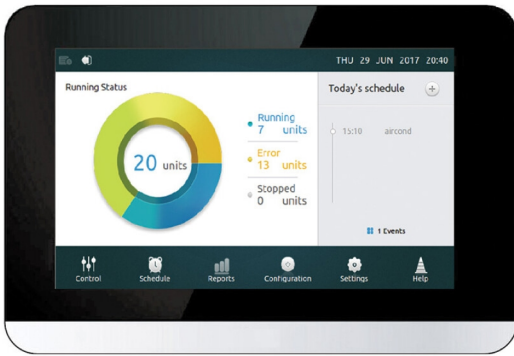 THU 29 JUN 2017 20:40
Running Status
20 units
Running
7 units
Error
13 units
Stopped
0 units
Today's schedule
15:10 aircond
1 Events
Control
Schedule
Reports
Configuration
Settings
Help